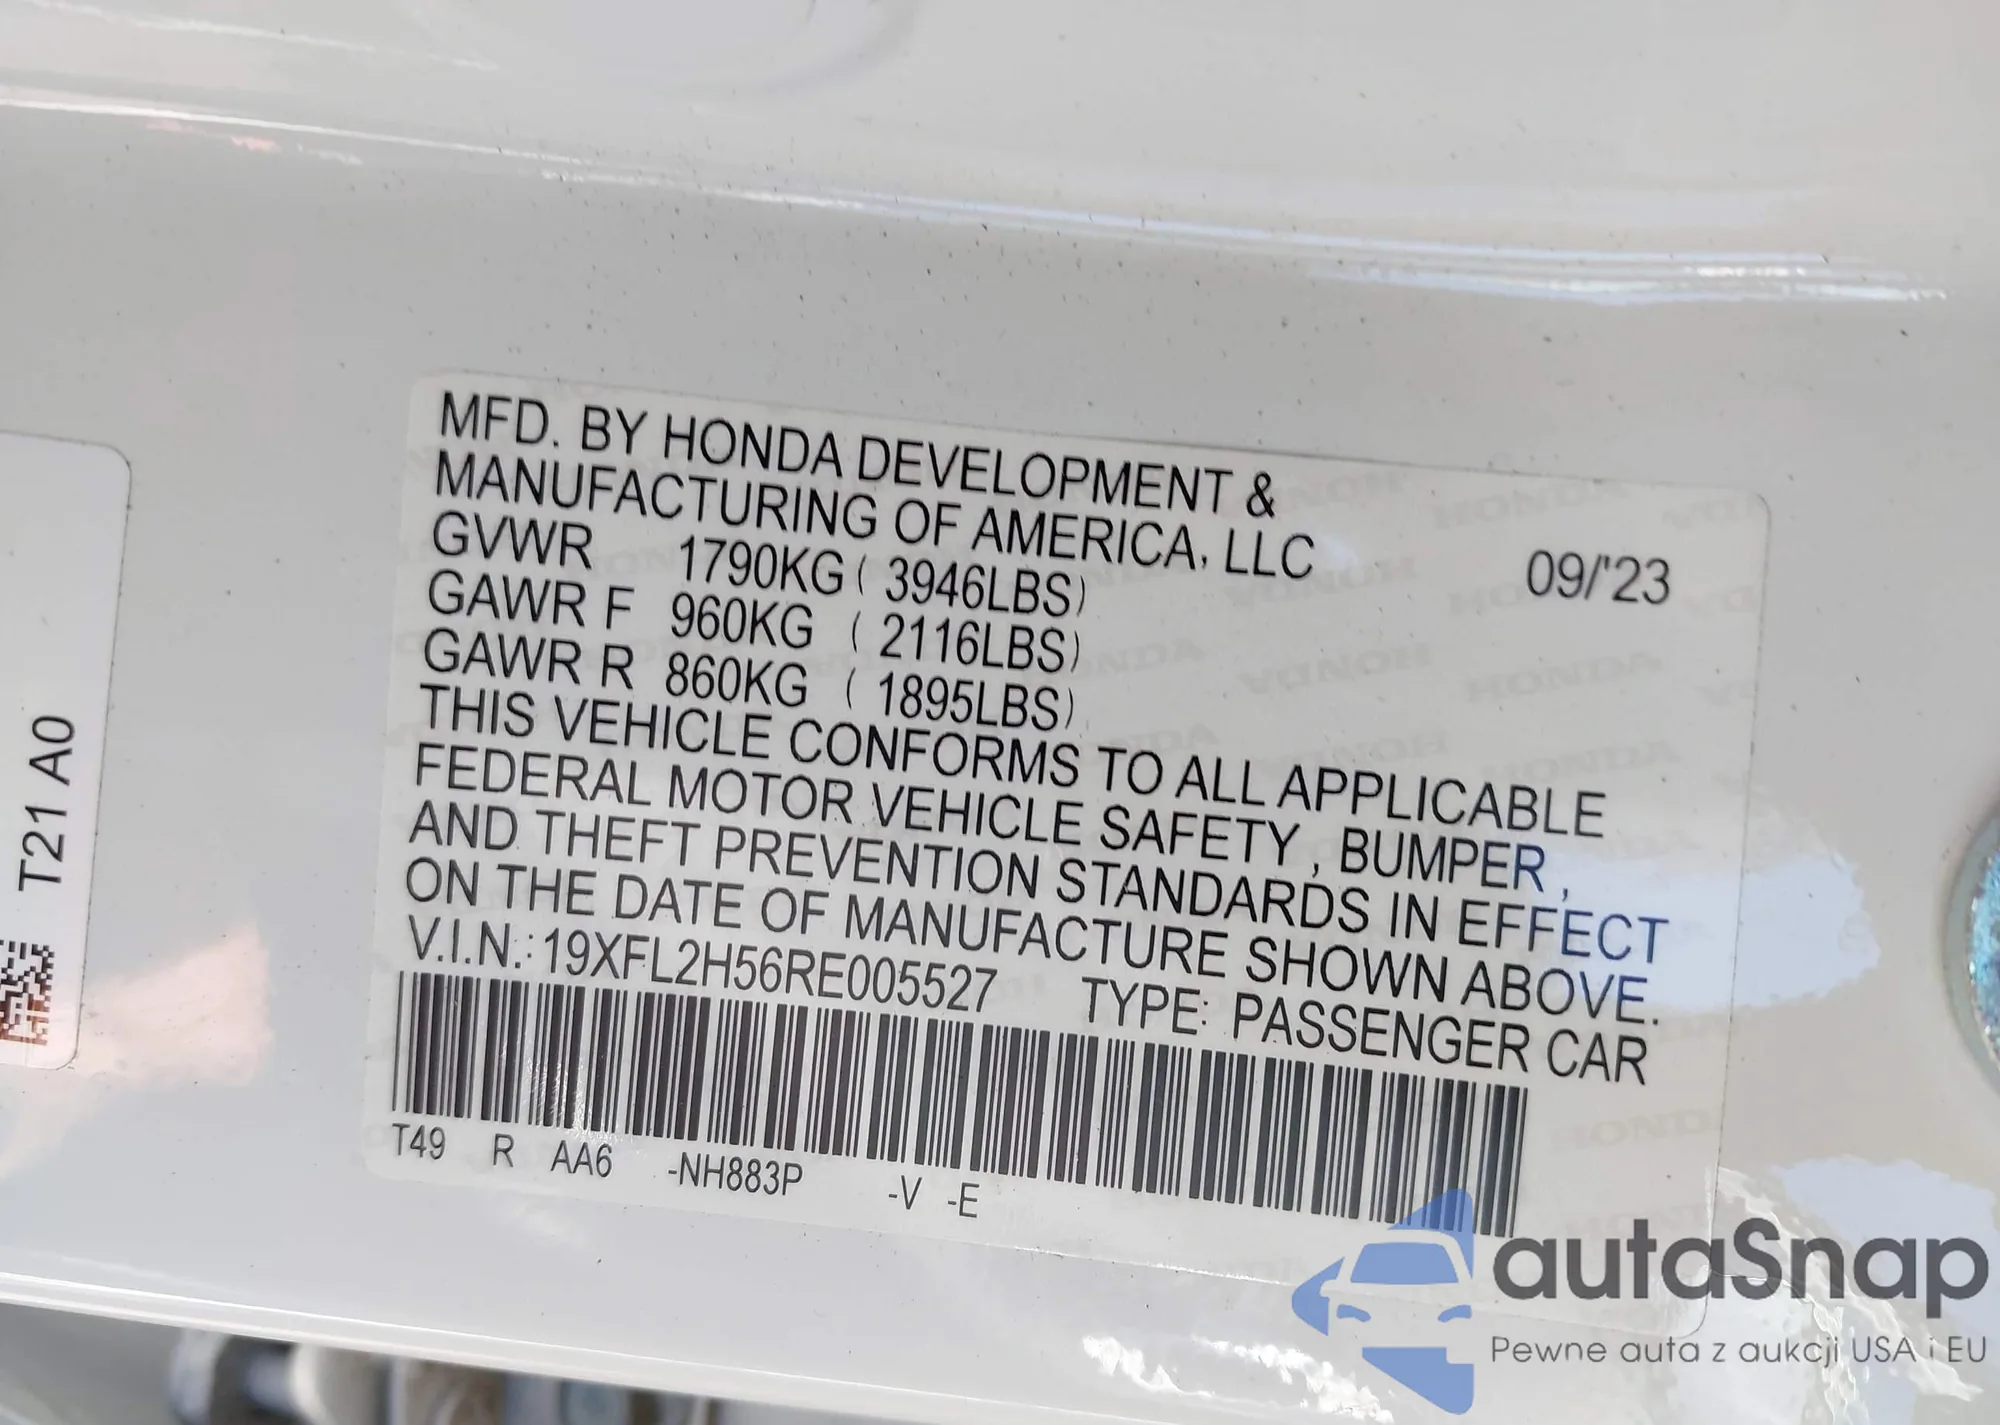 MFD. BY HONDA DEVELOPMENT &
MANUFACTURING OF AMERICA, LLC
GVWR 1790KG ( 3946LBS) 09/'23
GAWR F 960KG ( 2116LBS)
GAWR R 860KG ( 1895LBS)
THIS VEHICLE CONFORMS TO ALL APPLICABLE
FEDERAL MOTOR VEHICLE SAFETY , BUMPER ,
AND THEFT PREVENTION STANDARDS IN EFFECT
ON THE DATE OF MANUFACTURE SHOWN ABOVE.
V.I.N.: 19XFL2H56RE005527 TYPE: PASSENGER CAR
T49 R AA6 -NH883P -V -E
T21 A0
autaSnap
Pewne auta z aukcji USA i EU